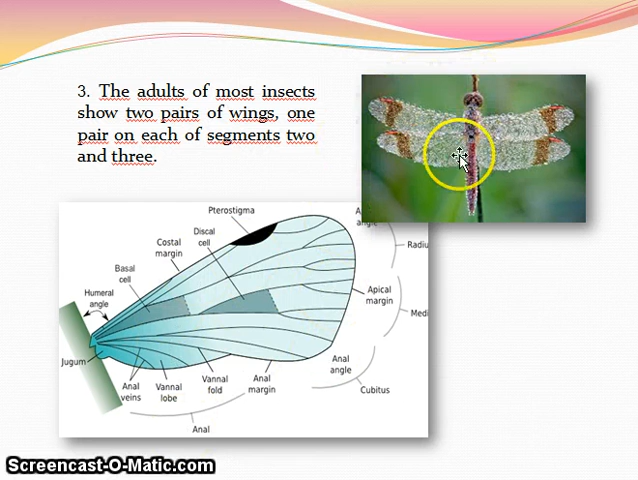 3. The adults of most insects
show two pairs of wings, one
pair on each of segments two
and three.
Pterostigma
Discal
cell
Costal
margin
Basal
cell
Humeral
angle
Apical
margin
Jugum
Anal
veins
Vannal
lobe
Vannal
fold
Anal
margin
Anal
angle
Cubitus
Anal
Screencast-O-Matic.com